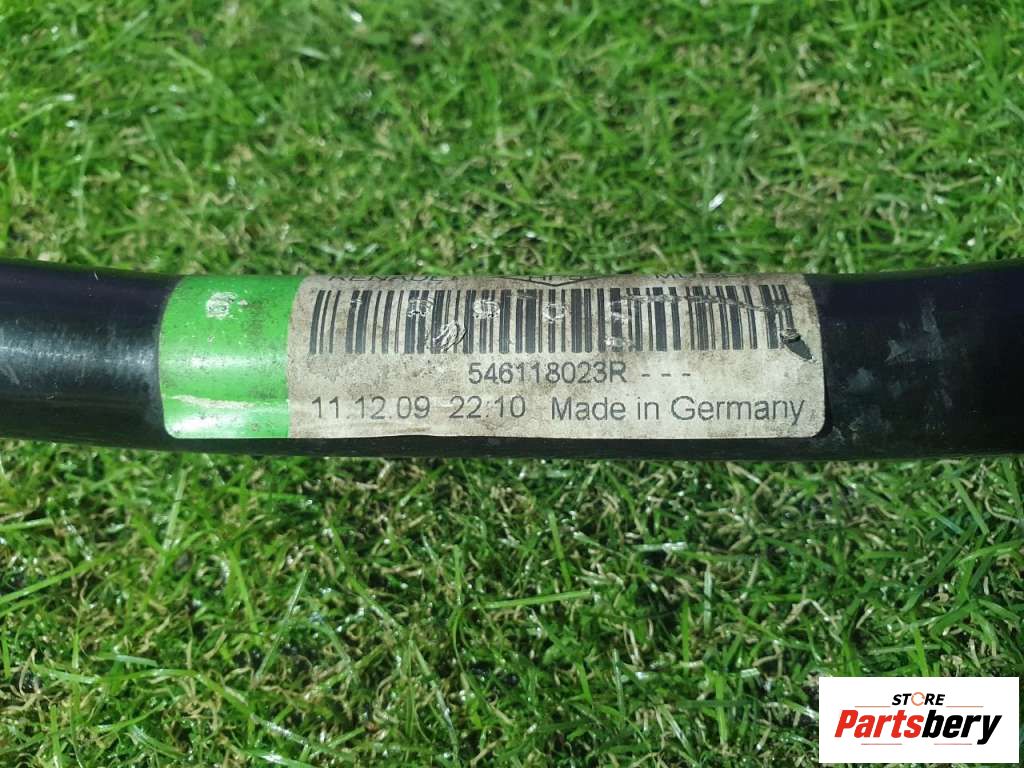 546118023R - - -
11.12.09 22:10 Made in Germany
STORE
Partsbery